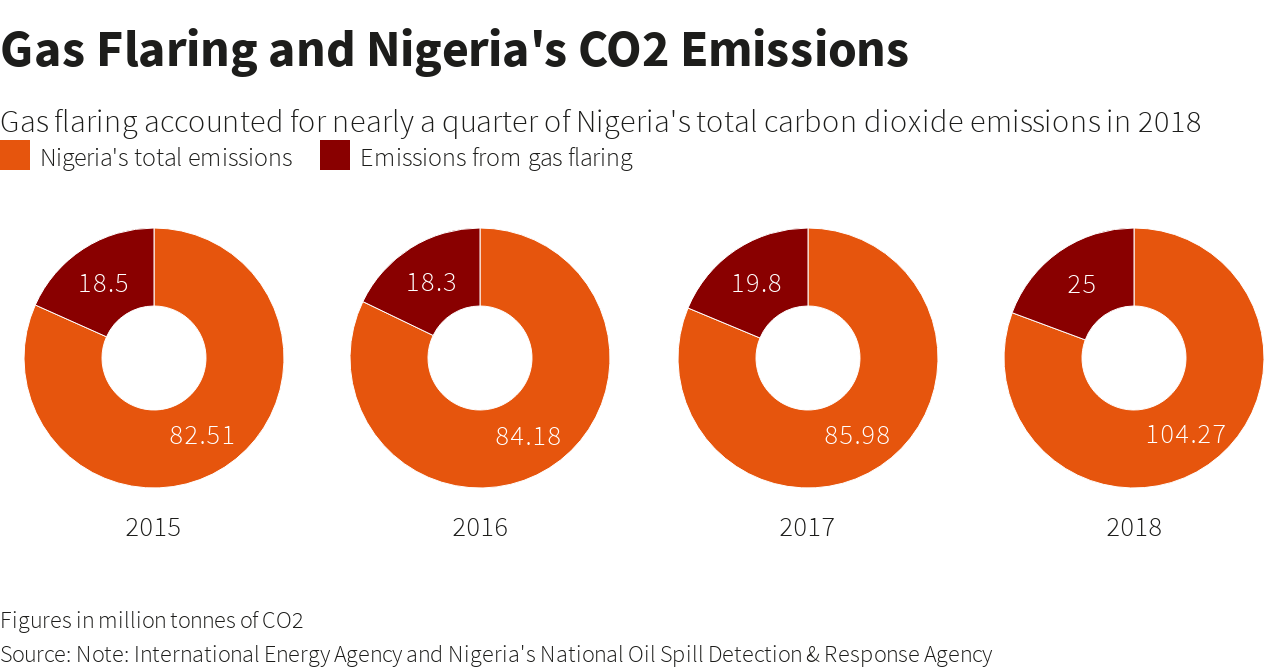 Gas Flaring and Nigeria's CO2 Emissions
Gas flaring accounted for nearly a quarter of Nigeria's total carbon dioxide emissions in 2018
Nigeria's total emissions Emissions from gas flaring
18.5 18.3 19.8 25
82.51 84.18 85.98 104.27
2015 2016 2017 2018
Figures in million tonnes of CO2
Source: Note: International Energy Agency and Nigeria's National Oil Spill Detection & Response Agency